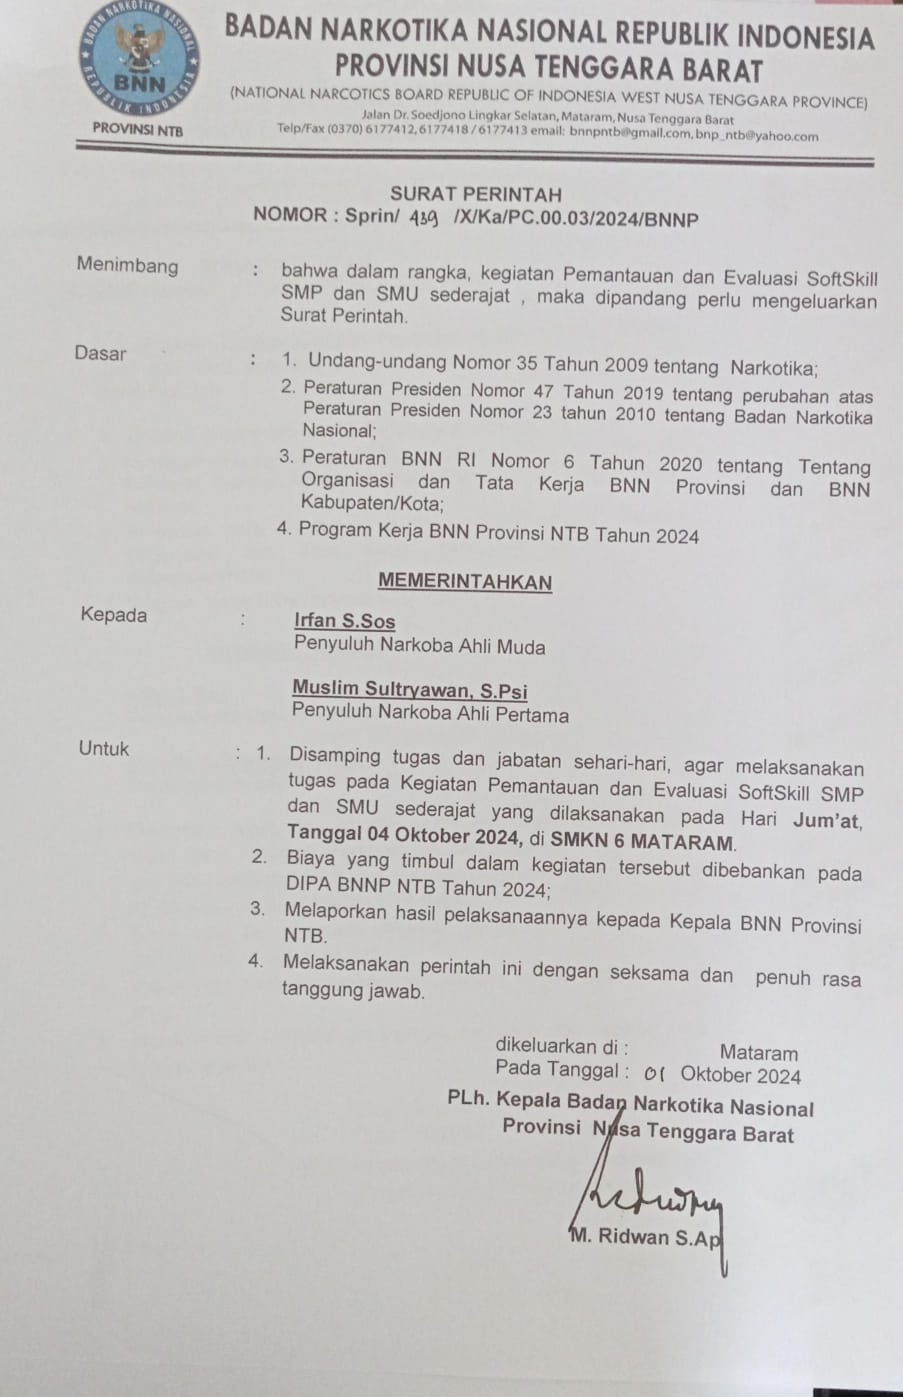 BADAN NARKOTIKA NASIONAL
BNN
REPUBLIK INDONESIA
PROVINSI NTB
BADAN NARKOTIKA NASIONAL REPUBLIK INDONESIA
PROVINSI NUSA TENGGARA BARAT
(NATIONAL NARCOTICS BOARD REPUBLIC OF INDONESIA WEST NUSA TENGGARA PROVINCE)
Jalan Dr. Soedjono Lingkar Selatan, Mataram, Nusa Tenggara Barat
Telp/Fax (0370) 6177412, 6177418 / 6177413 email: bnnpntb@gmail.com, bnp_ntb@yahoo.com
SURAT PERINTAH
NOMOR : Sprin/ 439 /X/Ka/PC.00.03/2024/BNNP
Menimbang : bahwa dalam rangka, kegiatan Pemantauan dan Evaluasi SoftSkill
SMP dan SMU sederajat , maka dipandang perlu mengeluarkan
Surat Perintah.
Dasar : 1. Undang-undang Nomor 35 Tahun 2009 tentang Narkotika;
2. Peraturan Presiden Nomor 47 Tahun 2019 tentang perubahan atas
Peraturan Presiden Nomor 23 tahun 2010 tentang Badan Narkotika
Nasional;
3. Peraturan BNN RI Nomor 6 Tahun 2020 tentang Tentang
Organisasi dan Tata Kerja BNN Provinsi dan BNN
Kabupaten/Kota;
4. Program Kerja BNN Provinsi NTB Tahun 2024
MEMERINTAHKAN
Kepada : Irfan S.Sos
Penyuluh Narkoba Ahli Muda
Muslim Sultryawan, S.Psi
Penyuluh Narkoba Ahli Pertama
Untuk : 1. Disamping tugas dan jabatan sehari-hari, agar melaksanakan
tugas pada Kegiatan Pemantauan dan Evaluasi SoftSkill SMP
dan SMU sederajat yang dilaksanakan pada Hari Jum'at,
Tanggal 04 Oktober 2024, di SMKN 6 MATARAM.
2. Biaya yang timbul dalam kegiatan tersebut dibebankan pada
DIPA BNNP NTB Tahun 2024;
3. Melaporkan hasil pelaksanaannya kepada Kepala BNN Provinsi
NTB.
4. Melaksanakan perintah ini dengan seksama dan penuh rasa
tanggung jawab.
dikeluarkan di : Mataram
Pada Tanggal : 01 Oktober 2024
PLh. Kepala Badan Narkotika Nasional
Provinsi Nusa Tenggara Barat
M. Ridwan S.Ap